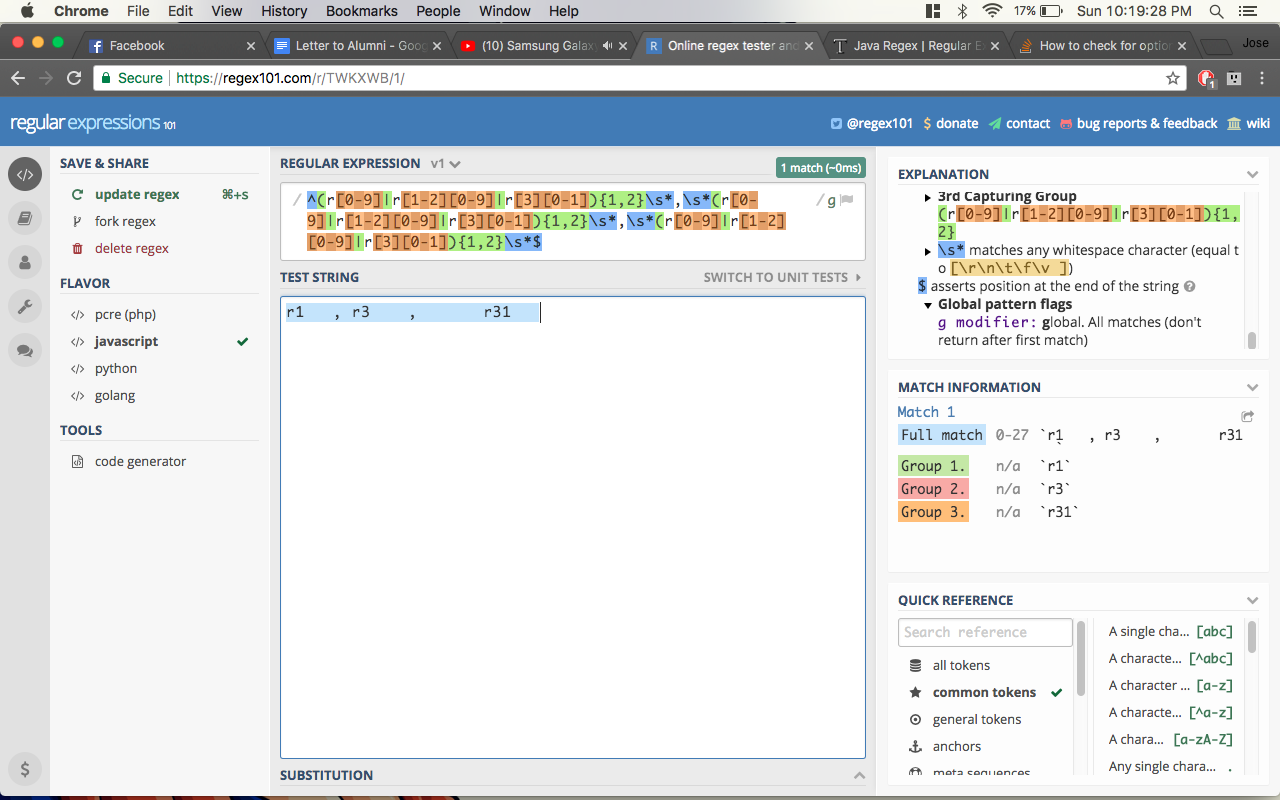 Chrome File Edit View History Bookmarks People Window Help 17% Sun 10:19:28 PM
Facebook Letter to Alumni - Goog (10) Samsung Galax Online regex tester and Java Regex | Regular Ex How to check for option Jose
Secure https://regex101.com/r/TWKXWB/1/ 1
regular expressions 101 @regex101 $ donate contact bug reports & feedback wiki
SAVE & SHARE
update regex ⌘+S
fork regex
delete regex
FLAVOR
</> pcre (php)
</> javascript
</> python
</> golang
TOOLS
code generator
$
REGULAR EXPRESSION v1 1 match (~0ms)
/ ^(r[0-9]|r[1-2][0-9]|r[3][0-1]){1,2}\s*,\s*(r[0- / g
9]|r[1-2][0-9]|r[3][0-1]){1,2}\s*,\s*(r[0-9]|r[1-2]
[0-9]|r[3][0-1]){1,2}\s*$
TEST STRING SWITCH TO UNIT TESTS
r1   , r3    ,       r31
SUBSTITUTION
EXPLANATION
3rd Capturing Group
(r[0-9]|r[1-2][0-9]|r[3][0-1]){1,
2}
\s* matches any whitespace character (equal t
o [\r\n\t\f\v ])
$ asserts position at the end of the string
Global pattern flags
g modifier: global. All matches (don't
return after first match)
MATCH INFORMATION
Match 1
Full match 0-27 `r1   , r3    ,       r31
`
Group 1. n/a `r1`
Group 2. n/a `r3`
Group 3. n/a `r31`
QUICK REFERENCE
Search reference
all tokens
common tokens
general tokens
anchors
meta sequences
A single cha... [abc]
A characte... [^abc]
A character ... [a-z]
A characte... [^a-z]
A chara... [a-zA-Z]
Any single chara... .